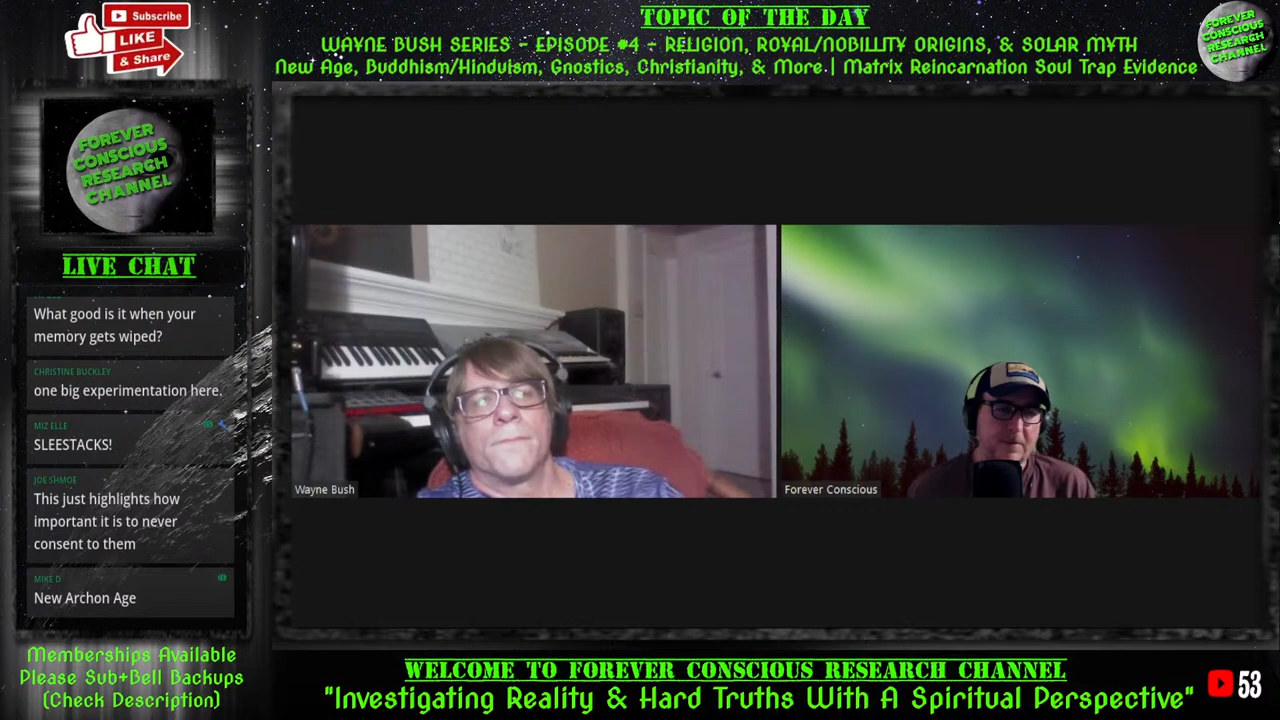 Subscribe
LIKE
& Share
TOPIC OF THE DAY
WAYNE BUSH SERIES - EPISODE #4 - RELIGION, ROYAL/NOBILLITY ORIGINS, & SOLAR MYTH
New Age, Buddhism/Hinduism, Gnostics, Christianity, & More | Matrix Reincarnation Soul Trap Evidence
FOREVER
CONSCIOUS
RESEARCH
CHANNEL
FOREVER
CONSCIOUS
RESEARCH
CHANNEL
LIVE CHAT
What good is it when your
memory gets wiped?
CHRISTINE BUCKLEY
one big experimentation here.
MIZ ELLE
SLEESTACKS!
JOE SHMOE
This just highlights how
important it is to never
consent to them
MIKE D
New Archon Age
Wayne Bush
Forever Conscious
Memberships Available
Please Sub+Bell Backups
(Check Description)
WELCOME TO FOREVER CONSCIOUS RESEARCH CHANNEL
"Investigating Reality & Hard Truths With A Spiritual Perspective"
53